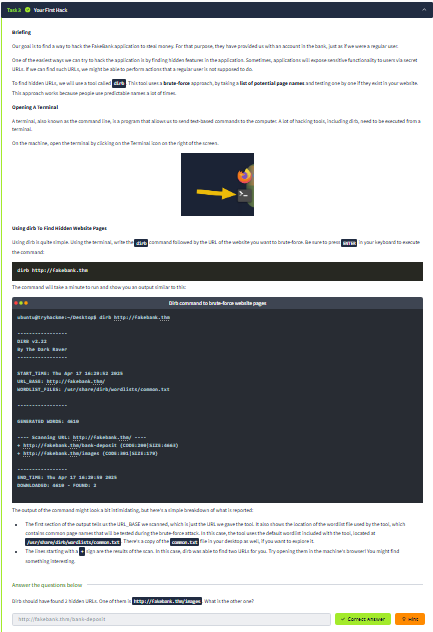 Task 3 Your First Hack
Briefing
Our goal is to find a way to hack the FakeBank application to steal money. For that purpose, they have provided us with an account in the bank, just as if we were a regular user.
One of the easiest ways we can try to hack the application is by finding hidden features in the application. Sometimes, applications will expose sensitive functionality to users via secret
URLs. If we can find such URLs, we might be able to perform actions that a regular user is not supposed to do.
To find hidden URLs, we will use a tool called dirb. This tool uses a brute-force approach, by taking a list of potential page names and testing one by one if they exist in your website.
This approach works because people use predictable names a lot of times.
Opening A Terminal
A terminal, also known as the command line, is a program that allows us to send text-based commands to the computer. A lot of hacking tools, including dirb, need to be executed from a
terminal.
On the machine, open the terminal by clicking on the Terminal icon on the right of the screen.
Using dirb To Find Hidden Website Pages
Using dirb is quite simple. Using the terminal, write the dirb command followed by the URL of the website you want to brute-force. Be sure to press ENTER in your keyboard to execute
the command:
dirb http://fakebank.thm
The command will take a minute to run and show you an output similar to this:
Dirb command to brute-force website pages
ubuntu@tryhackme:~/Desktop$ dirb http://fakebank.thm
-----------------
DIRB v2.22
By The Dark Raver
-----------------
START_TIME: Thu Apr 17 16:39:52 2025
URL_BASE: http://fakebank.thm/
WORDLIST_FILES: /usr/share/dirb/wordlists/common.txt
-----------------
GENERATED WORDS: 4610
---- Scanning URL: http://fakebank.thm/ ----
+ http://fakebank.thm/bank-deposit (CODE:200|SIZE:4663)
+ http://fakebank.thm/images (CODE:301|SIZE:179)
-----------------
END_TIME: Thu Apr 17 16:39:59 2025
DOWNLOADED: 4610 - FOUND: 2
The output of the command might look a bit intimidating, but here's a simple breakdown of what is reported:
The first section of the output tells us the URL_BASE we scanned, which is just the URL we gave the tool. It also shows the location of the wordlist file used by the tool, which
contains common page names that will be tested during the brute-force attack. In this case, the tool uses the default wordlist included with the tool, located at
/usr/share/dirb/wordlists/common.txt. There's a copy of the common.txt file in your desktop as well, if you want to explore it.
The lines starting with a + sign are the results of the scan. In this case, dirb was able to find two URLs for you. Try opening them in the machine's browser! You might find
something interesting.
Answer the questions below
Dirb should have found 2 hidden URLs. One of them is http://fakebank.thm/images. What is the other one?
http://fakebank.thm/bank-deposit
Correct Answer
Hint